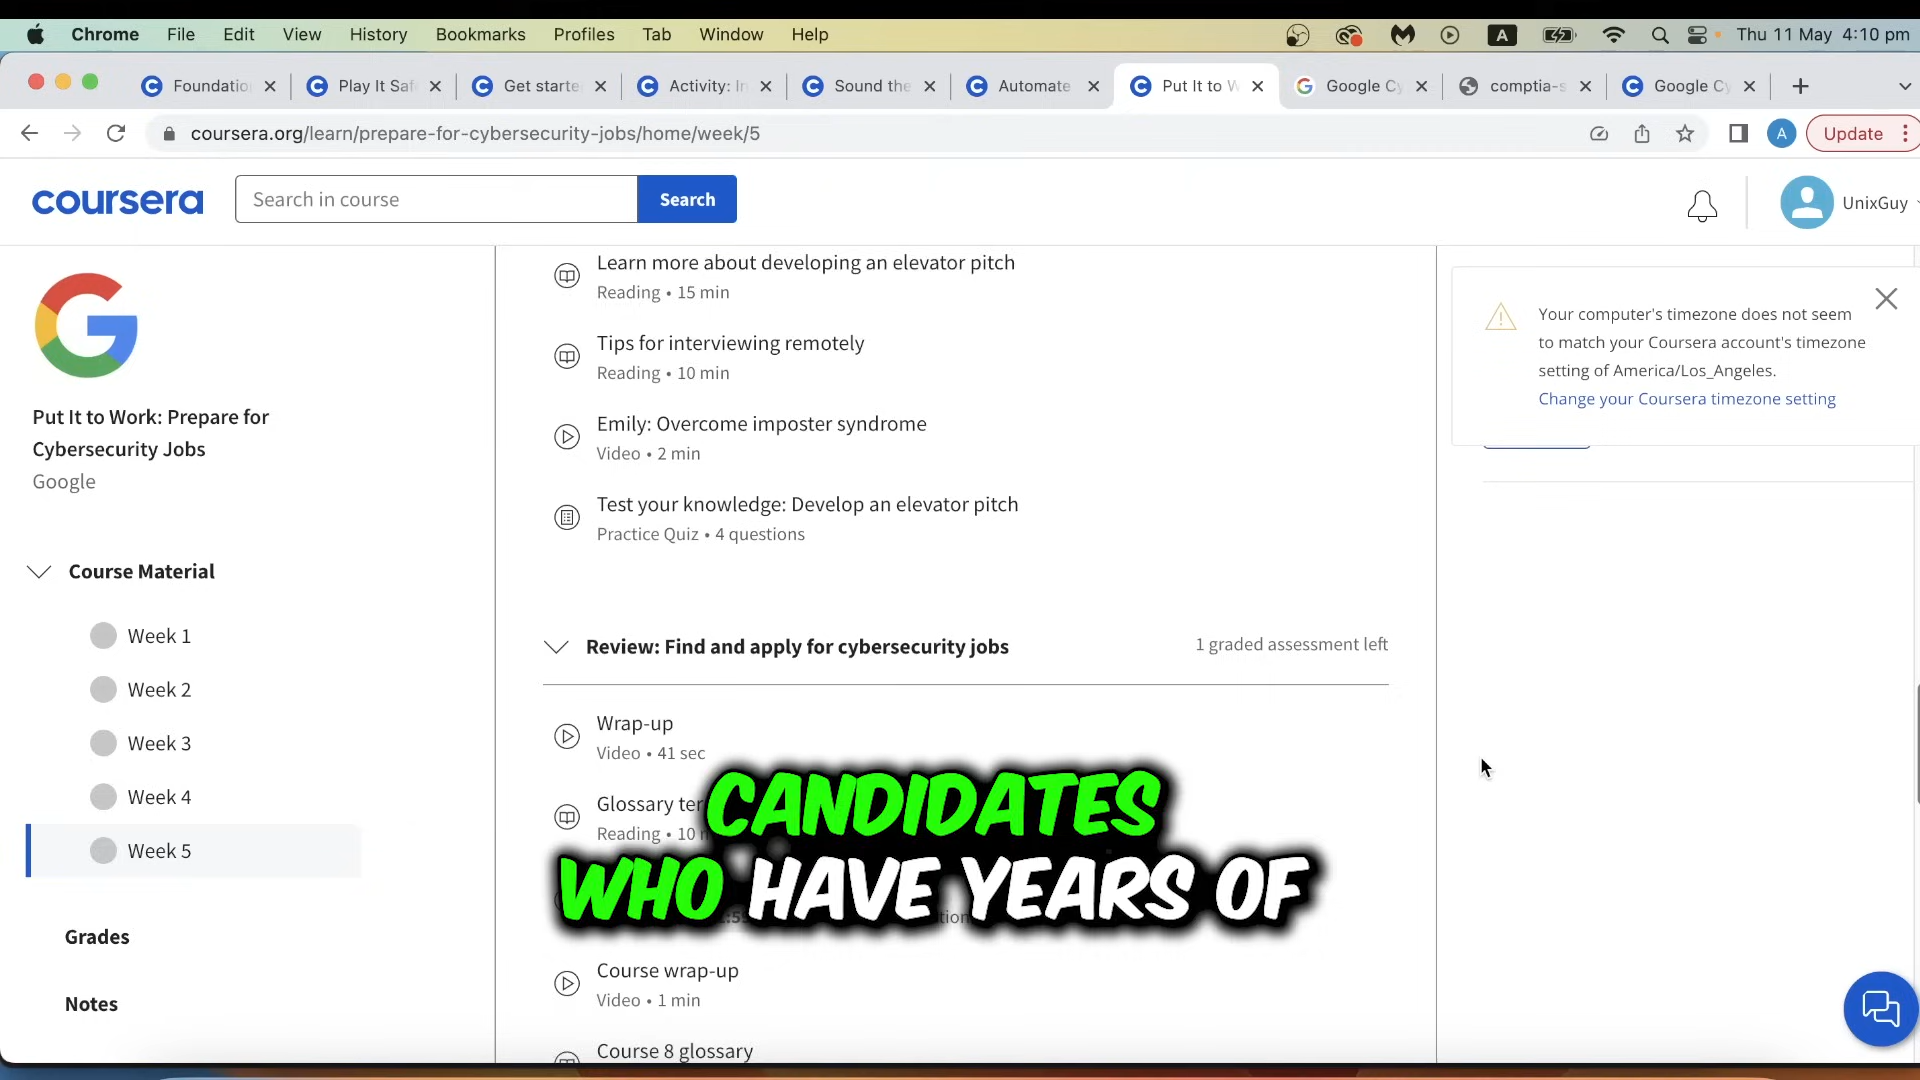 Chrome File Edit View History Bookmarks Profiles Tab Window Help A Thu 11 May 4:10 pm
Foundatio Play It Saf Get starte Activity: In Sound the Automate Put It to W Google Cy comptia-s Google Cy
coursera.org/learn/prepare-for-cybersecurity-jobs/home/week/5 A Update
coursera Search in course Search UnixGuy
Put It to Work: Prepare for
Cybersecurity Jobs
Google
Course Material
Week 1
Week 2
Week 3
Week 4
Week 5
Grades
Notes
Learn more about developing an elevator pitch
Reading • 15 min
Tips for interviewing remotely
Reading • 10 min
Emily: Overcome imposter syndrome
Video • 2 min
Test your knowledge: Develop an elevator pitch
Practice Quiz • 4 questions
Review: Find and apply for cybersecurity jobs 1 graded assessment left
Wrap-up
Video • 41 sec
Glossary ter
Reading • 10 m
CANDIDATES
WHO HAVE YEARS OF
Course wrap-up
Video • 1 min
Course 8 glossary
Your computer's timezone does not seem
to match your Coursera account's timezone
setting of America/Los_Angeles.
Change your Coursera timezone setting